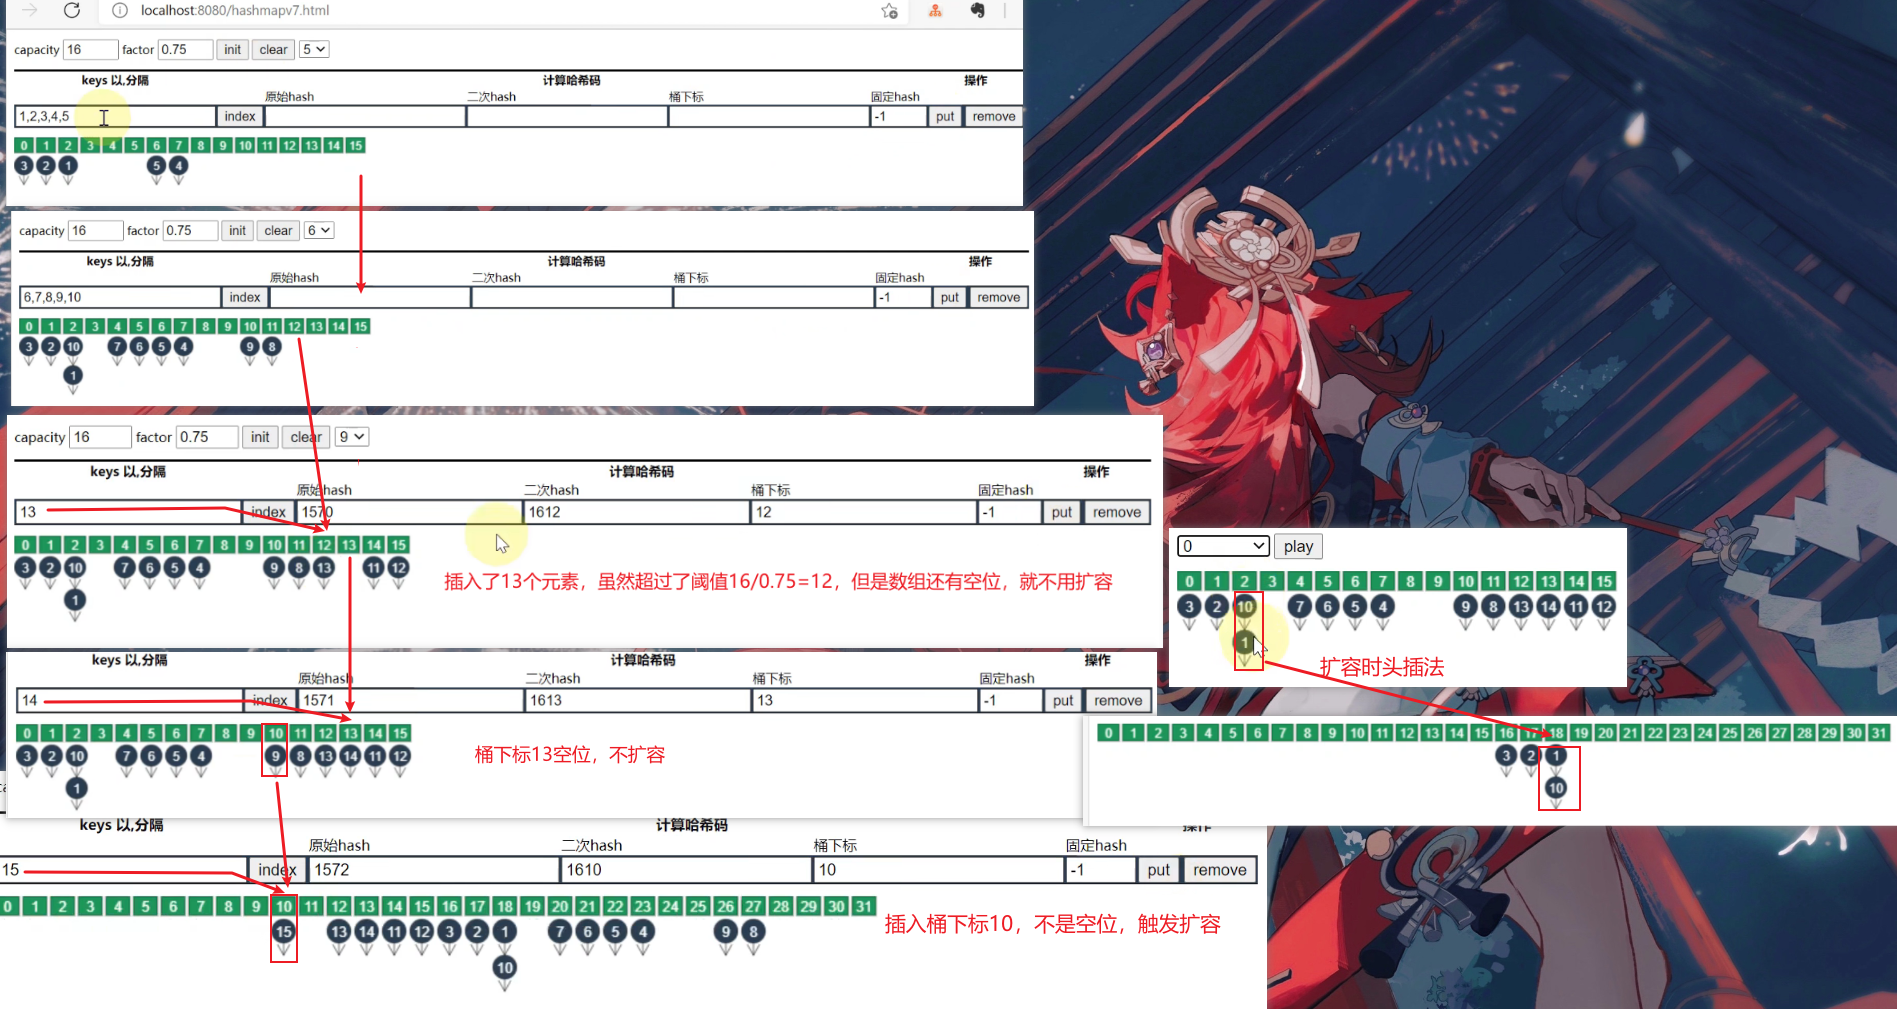 localhost:8080/hashmapv7.html
capacity 16 factor 0.75 init clear 5
keys 以,分隔 计算哈希码 操作
原始hash 二次hash 桶下标 固定hash
1,2,3,4,5 index -1 put remove
0 1 2 3 4 5 6 7 8 9 10 11 12 13 14 15
3 2 1 5 4
capacity 16 factor 0.75 init clear 6
keys 以,分隔 计算哈希码 操作
原始hash 二次hash 桶下标 固定hash
6,7,8,9,10 index -1 put remove
0 1 2 3 4 5 6 7 8 9 10 11 12 13 14 15
3 2 10 7 6 5 4 9 8
1
capacity 16 factor 0.75 init clear 9
keys 以,分隔 计算哈希码 操作
原始hash 二次hash 桶下标 固定hash
13 index 1570 1612 12 -1 put remove
0 1 2 3 4 5 6 7 8 9 10 11 12 13 14 15
3 2 10 7 6 5 4 9 8 13 11 12
1
插入了13个元素，虽然超过了阈值16/0.75=12，但是数组还有空位，就不用扩容
keys 以,分隔 计算哈希码 操作
原始hash 二次hash 桶下标 固定hash
14 index 1571 1613 13 -1 put remove
0 1 2 3 4 5 6 7 8 9 10 11 12 13 14 15
3 2 10 7 6 5 4 9 8 13 14 11 12
1
桶下标13空位，不扩容
keys 以,分隔 计算哈希码 操作
原始hash 二次hash 桶下标 固定hash
15 index 1572 1610 10 -1 put remove
0 1 2 3 4 5 6 7 8 9 10 11 12 13 14 15 16 17 18 19 20 21 22 23 24 25 26 27 28 29 30 31
15 13 14 11 12 3 2 1 7 6 5 4 9 8
10
插入桶下标10，不是空位，触发扩容
0 play
0 1 2 3 4 5 6 7 8 9 10 11 12 13 14 15
3 2 10 7 6 5 4 9 8 13 14 11 12
1
扩容时头插法
0 1 2 3 4 5 6 7 8 9 10 11 12 13 14 15 16 17 18 19 20 21 22 23 24 25 26 27 28 29 30 31
3 2 1
10